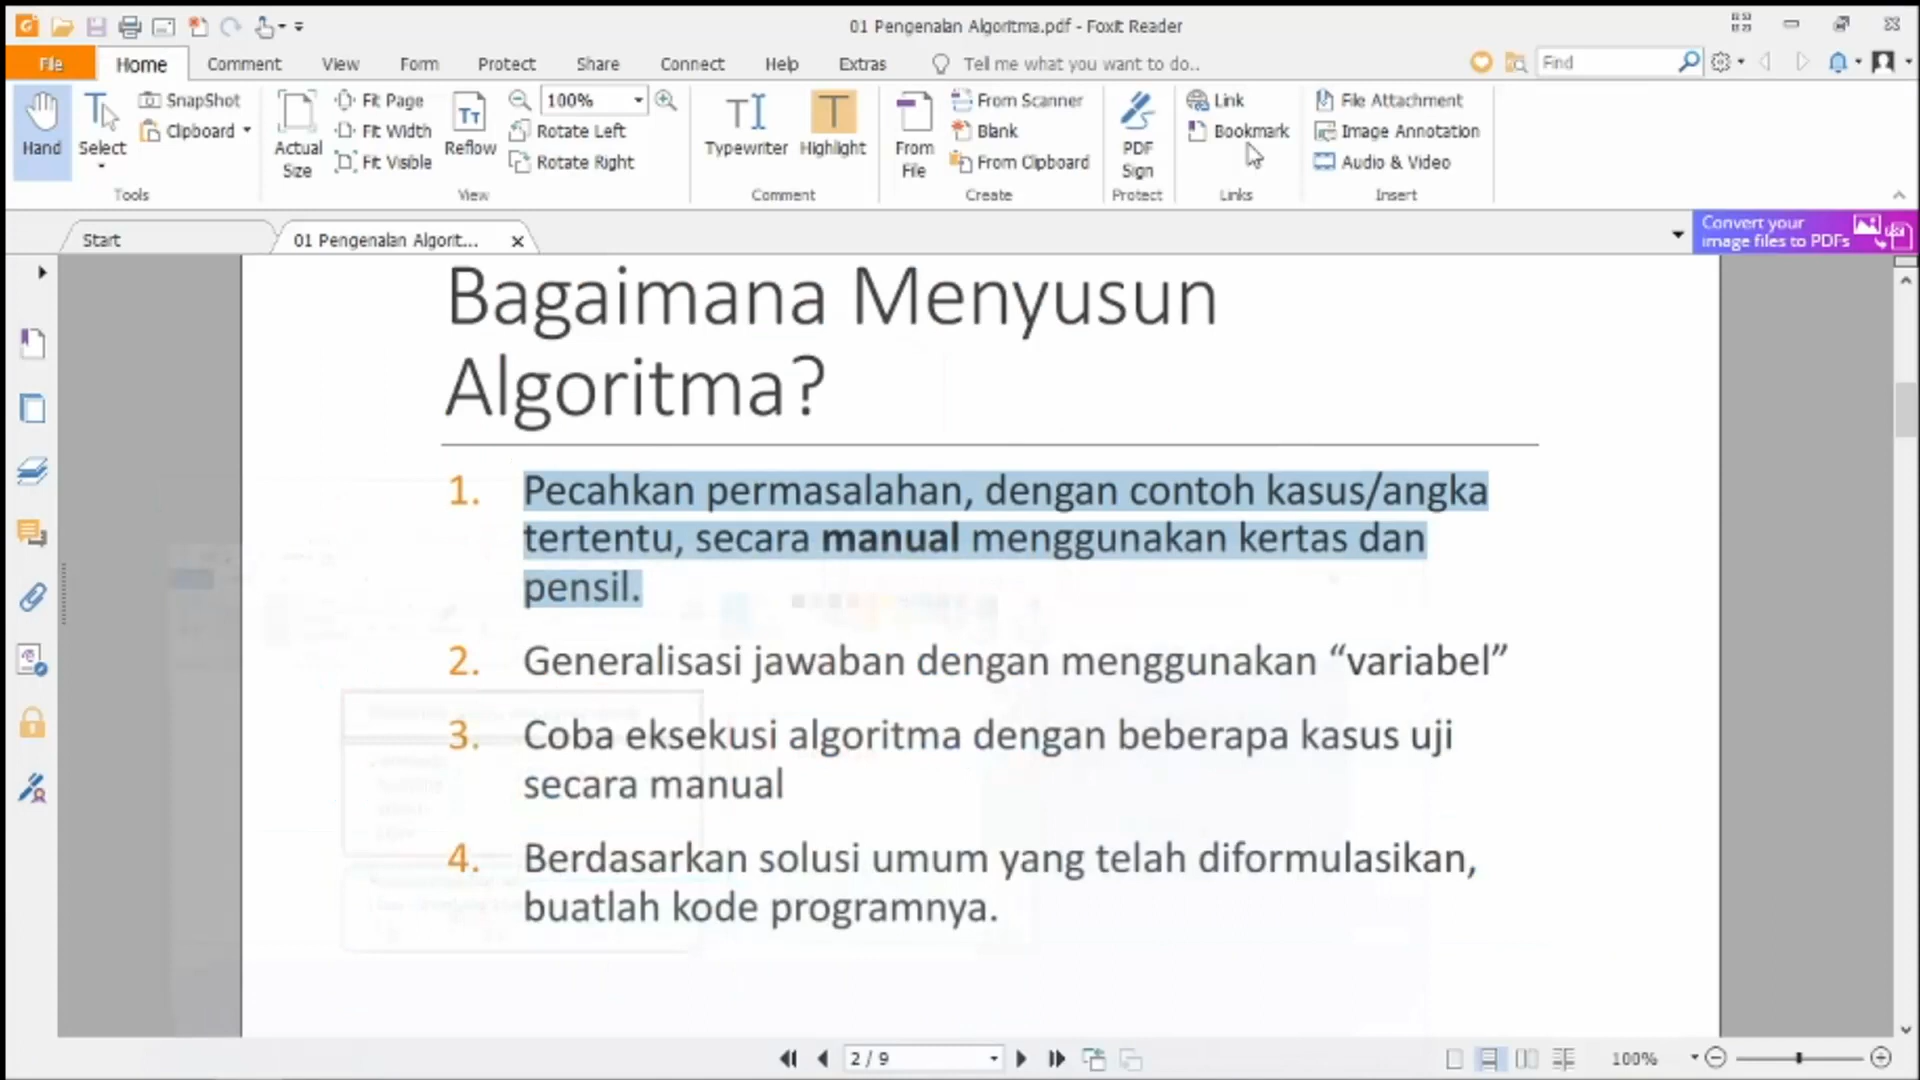 01 Pengenalan Algoritma.pdf - Foxit Reader
File Home Comment View Form Protect Share Connect Help Extras Tell me what you want to do.. Find
Hand
Select
SnapShot
Clipboard
Tools
Actual Size
Fit Page
Fit Width
Fit Visible
Reflow
100%
Rotate Left
Rotate Right
View
Typewriter
Highlight
Comment
From File
From Scanner
Blank
From Clipboard
Create
PDF Sign
Protect
Link
Bookmark
Links
File Attachment
Image Annotation
Audio & Video
Insert
Start
01 Pengenalan Algorit...
Convert your
image files to PDFs
Bagaimana Menyusun
Algoritma?
1. Pecahkan permasalahan, dengan contoh kasus/angka
tertentu, secara manual menggunakan kertas dan
pensil.
2. Generalisasi jawaban dengan menggunakan “variabel”
3. Coba eksekusi algoritma dengan beberapa kasus uji
secara manual
4. Berdasarkan solusi umum yang telah diformulasikan,
buatlah kode programnya.
2 / 9
100%